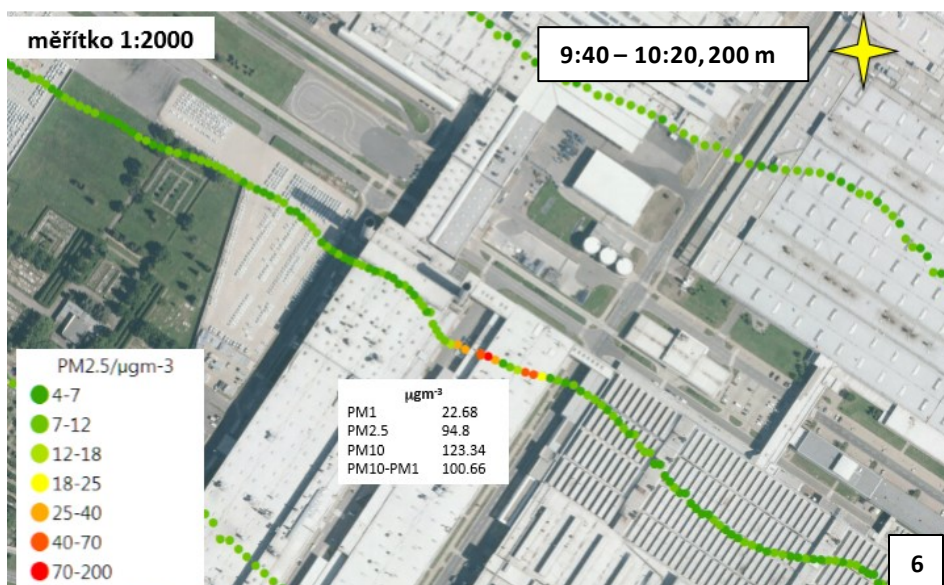 měřítko 1:2000
9:40 – 10:20, 200 m
PM2.5/µgm-3
4-7
7-12
12-18
18-25
25-40
40-70
70-200
µgm⁻³
PM1 22.68
PM2.5 94.8
PM10 123.34
PM10-PM1 100.66
6